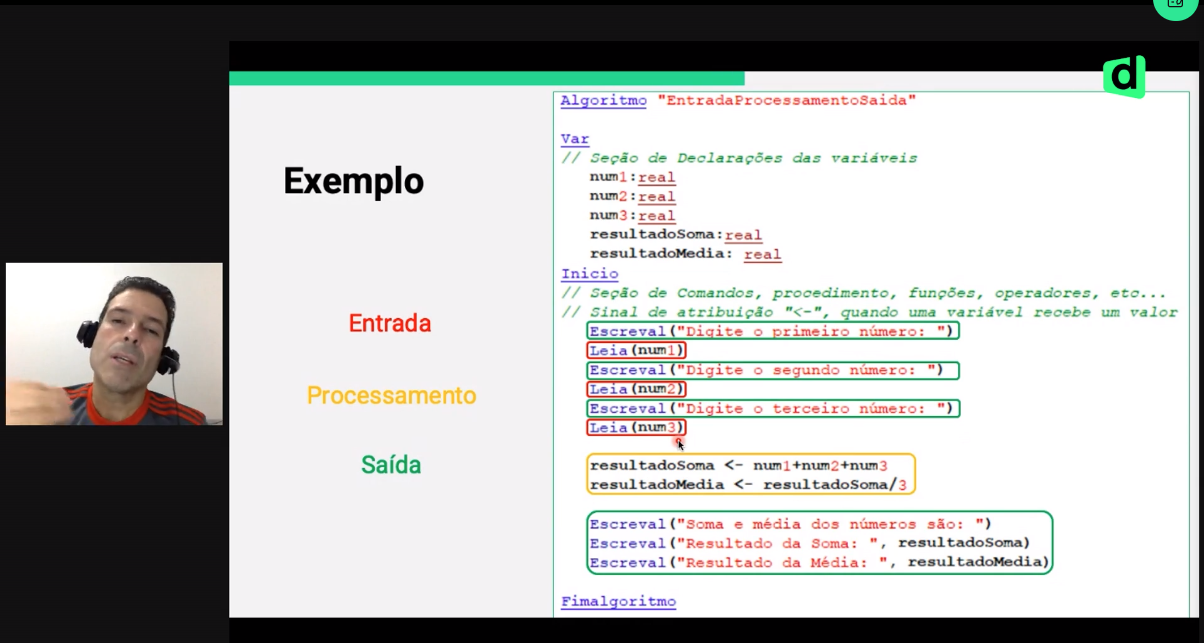 d
Exemplo
Entrada
Processamento
Saída
Algoritmo "EntradaProcessamentoSaida"
Var
// Seção de Declarações das variáveis
num1:real
num2:real
num3:real
resultadoSoma:real
resultadoMedia: real
Inicio
// Seção de Comandos, procedimento, funções, operadores, etc...
// Sinal de atribuição "<-", quando uma variável recebe um valor
Escreval("Digite o primeiro número: ")
Leia(num1)
Escreval("Digite o segundo número: ")
Leia(num2)
Escreval("Digite o terceiro número: ")
Leia(num3)
resultadoSoma <- num1+num2+num3
resultadoMedia <- resultadoSoma/3
Escreval("Soma e média dos números são: ")
Escreval("Resultado da Soma: ", resultadoSoma)
Escreval("Resultado da Média: ", resultadoMedia)
Fimalgoritmo